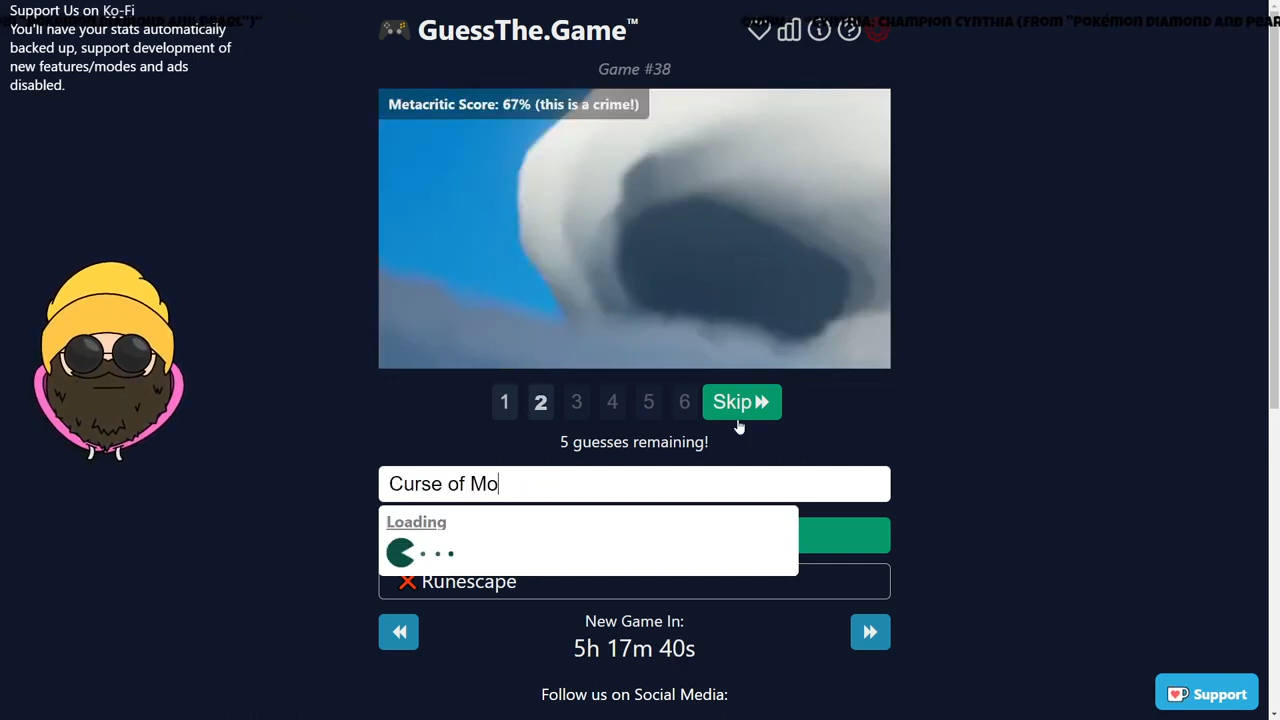 Support Us on Ko-Fi
You'll have your stats automatically
backed up, support development of
new features/modes and ads
disabled.
GuessThe.Game™
CHAMPION CYNTHIA (FROM "POKÉMON DIAMOND AND PEAR
Game #38
Metacritic Score: 67% (this is a crime!)
1 2 3 4 5 6 Skip
5 guesses remaining!
Curse of Mo
Loading
❌ Runescape
New Game In:
5h 17m 40s
Follow us on Social Media:
Support